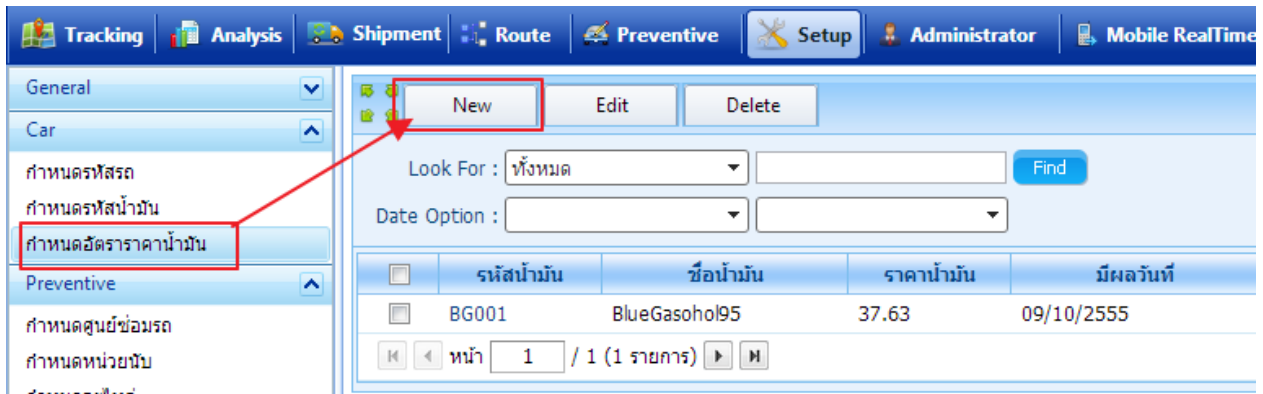 Tracking Analysis Shipment Route Preventive Setup Administrator Mobile RealTime
General
Car
กำหนดรหัสรถ
กำหนดรหัสน้ำมัน
กำหนดอัตราราคาน้ำมัน
Preventive
กำหนดศูนย์ซ่อมรถ
กำหนดหน่วยนับ
New Edit Delete
Look For : ทั้งหมด Find
Date Option :
รหัสน้ำมัน ชื่อน้ำมัน ราคาน้ำมัน มีผลวันที่
BG001 BlueGasohol95 37.63 09/10/2555
หน้า 1 / 1 (1 รายการ)